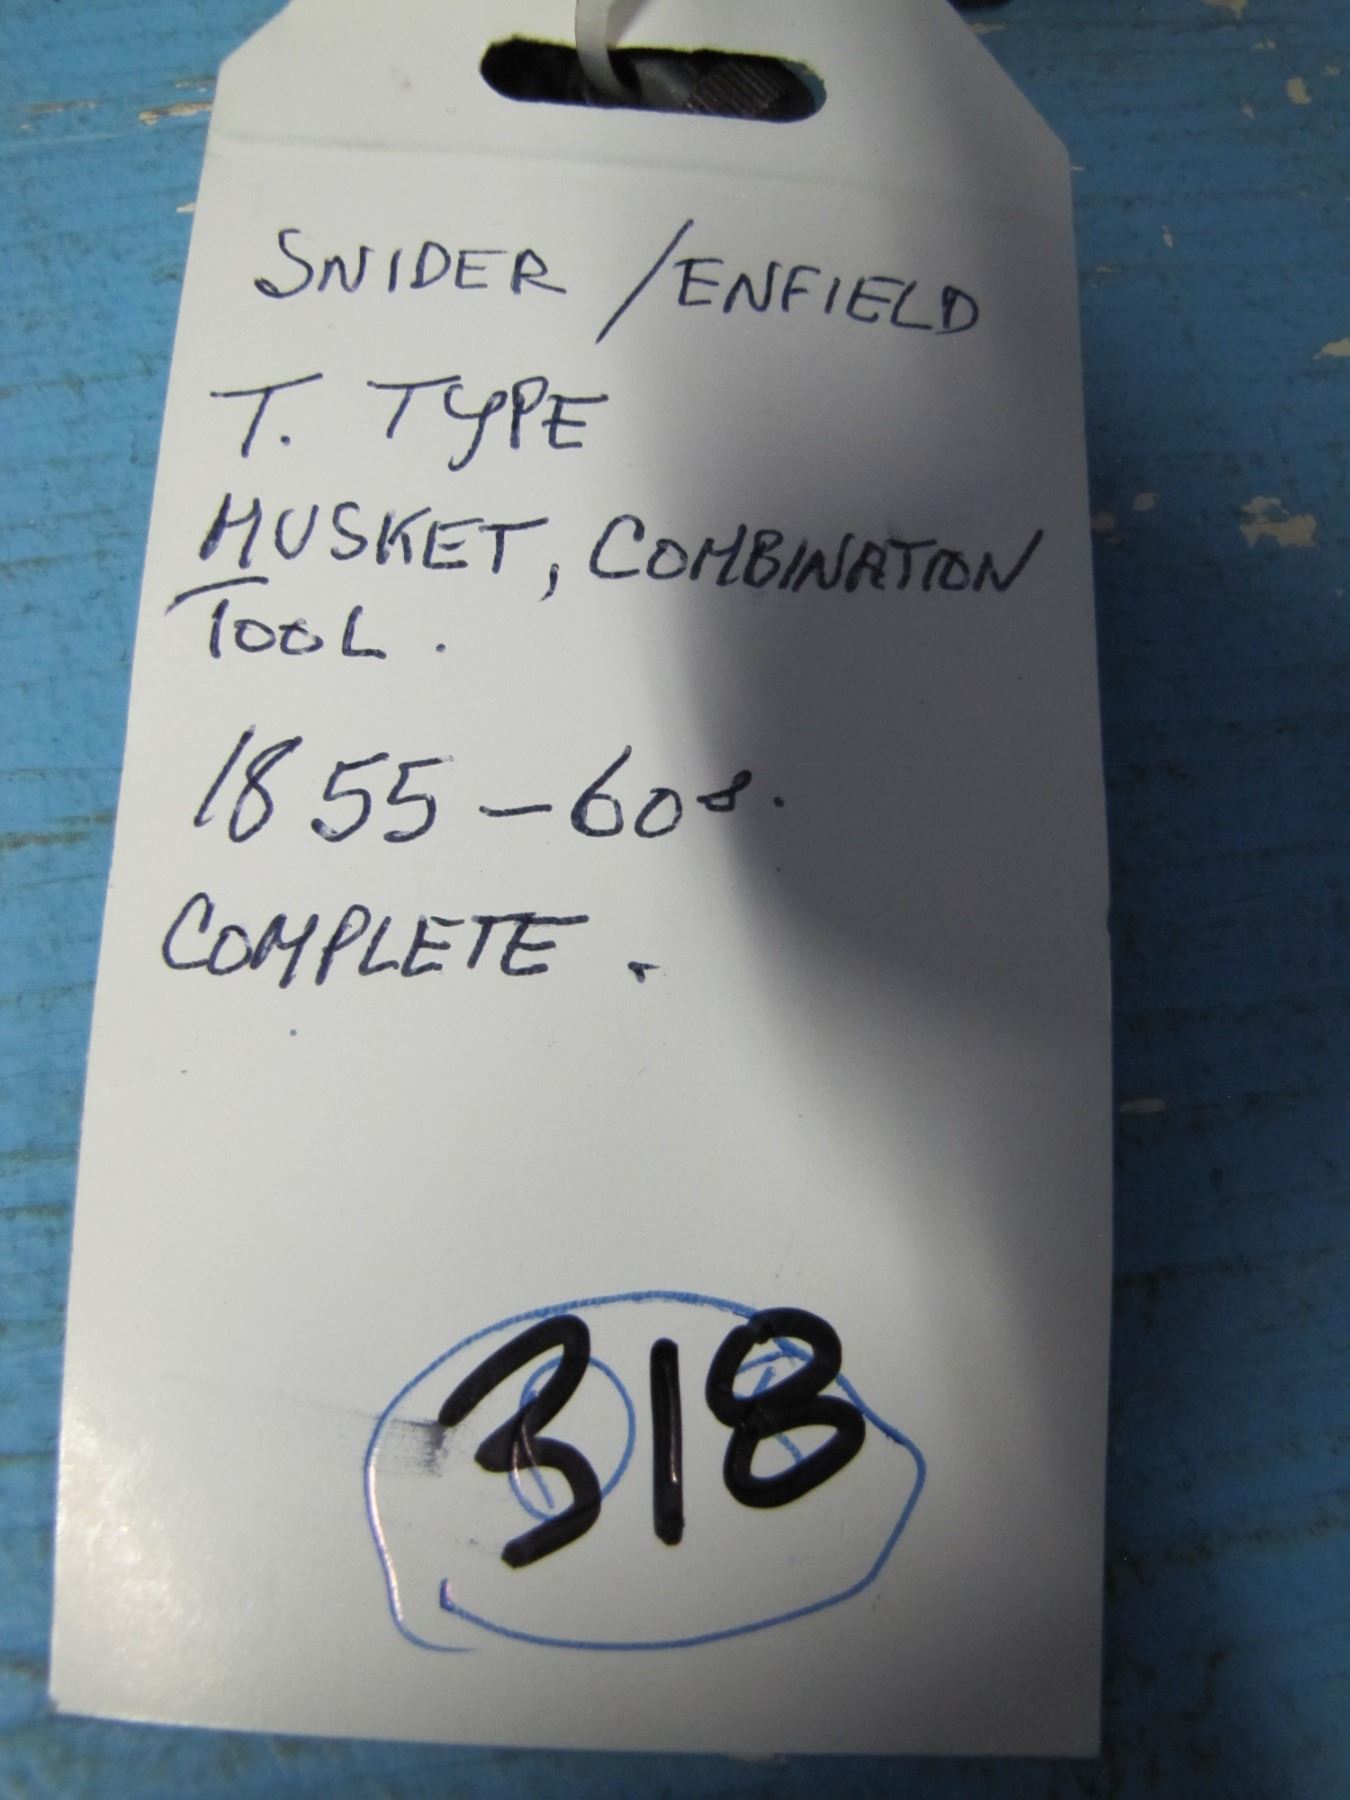 SNIDER / ENFIELD
T. TYPE
MUSKET, COMBINATION
TOOL.
1855-60s.
COMPLETE.
318